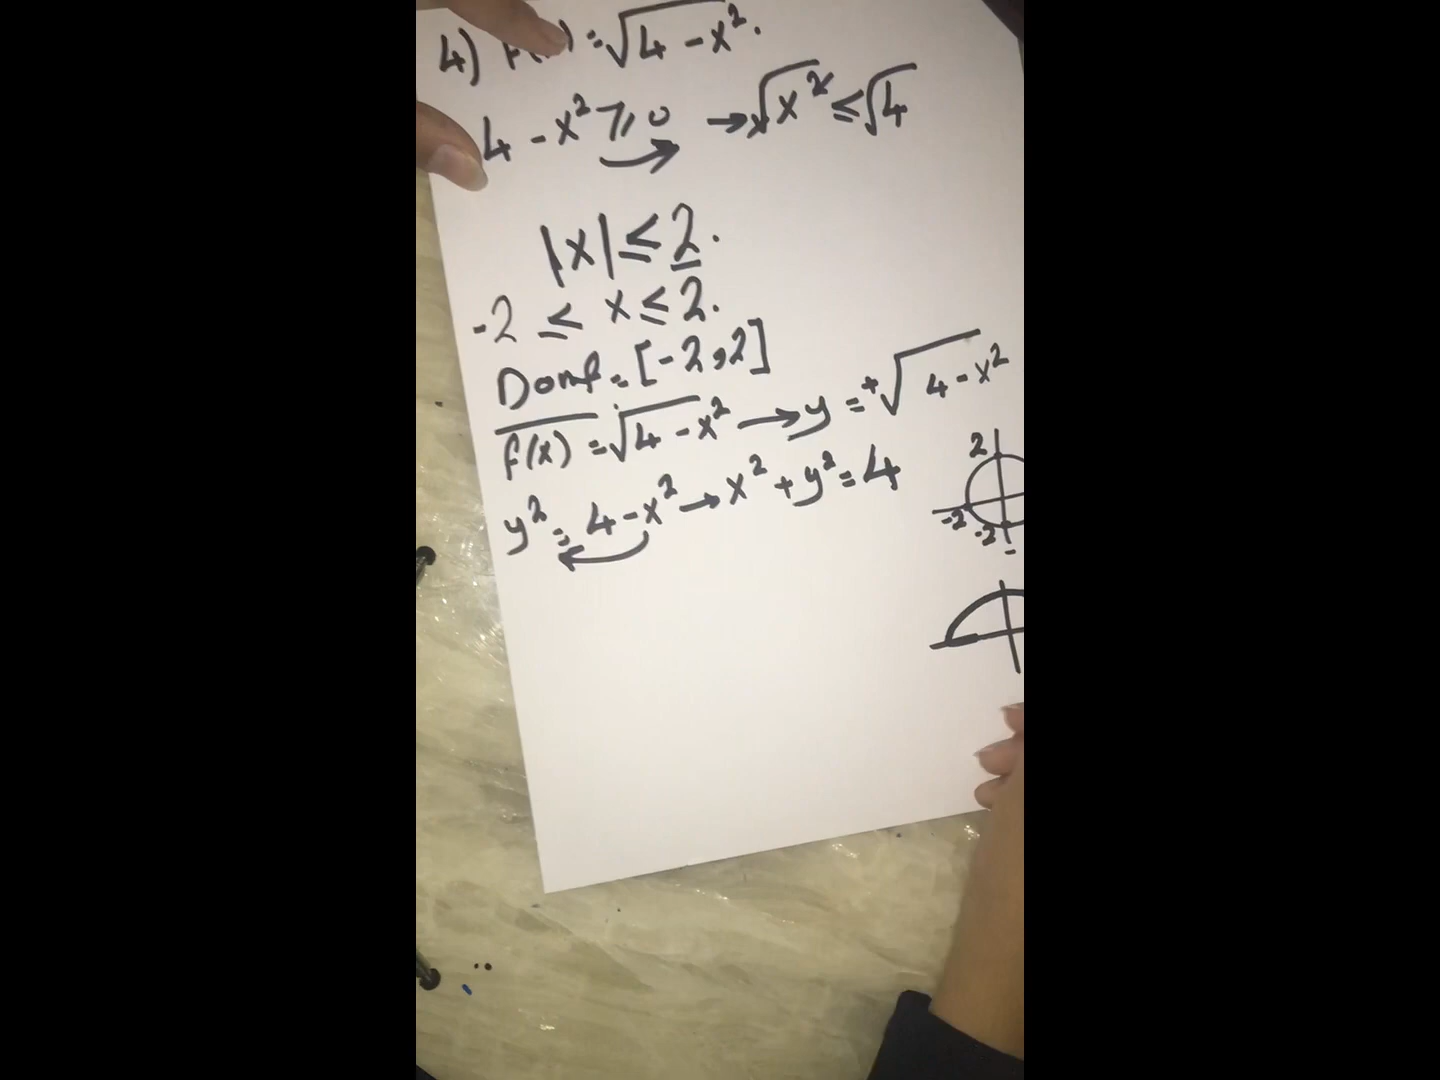 4) f(x) = √4 - x².
4 - x² ≥ 0 → √x² ≤ √4
|x| ≤ 2.
-2 ≤ x ≤ 2.
Domf = [-2,2]
f(x) = √4 - x² → y = +√4 - x²
y² = 4 - x² → x² + y² = 4
2
-2
-2